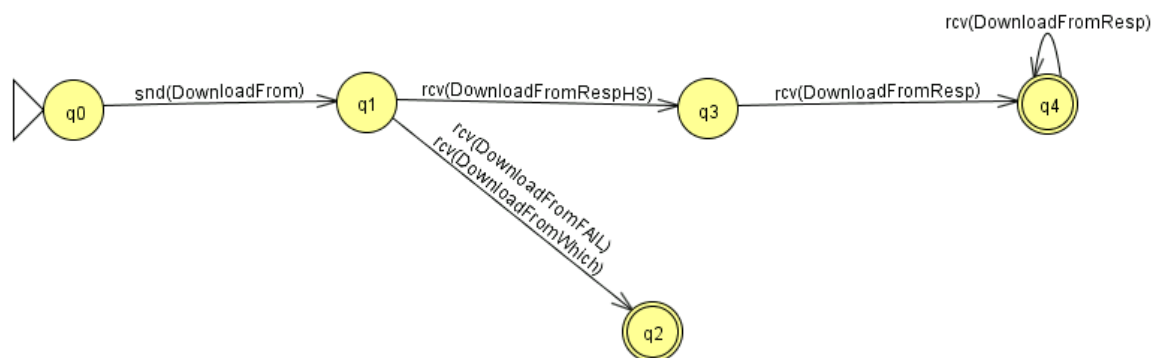 rcv(DownloadFromResp)
q0
snd(DownloadFrom)
q1
rcv(DownloadFromRespHS)
q3
rcv(DownloadFromResp)
q4
rcv(DownloadFromFAIL)
rcv(DownloadFromWhich)
q2